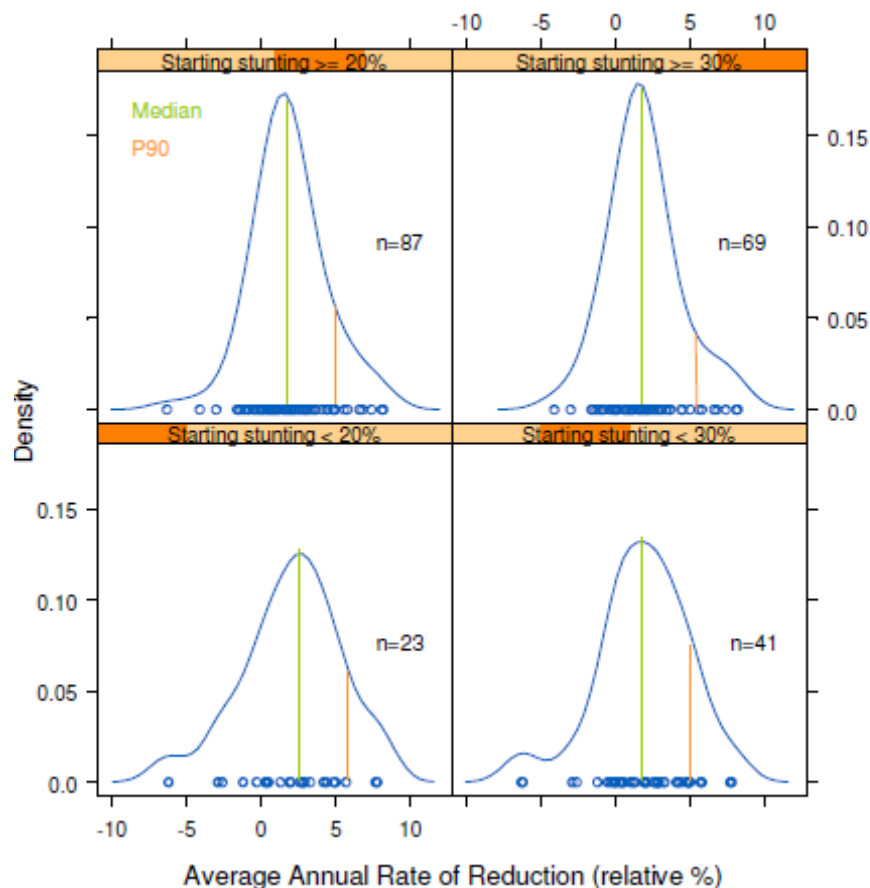 -10 -5 0 5 10
Starting stunting >= 20%
Starting stunting >= 30%
Median
P90
n=87
n=69
0.15
0.10
0.05
0.0
Density
Starting stunting < 20%
Starting stunting < 30%
0.15
0.10
0.05
0.0
n=23
n=41
-10 -5 0 5 10
Average Annual Rate of Reduction (relative %)